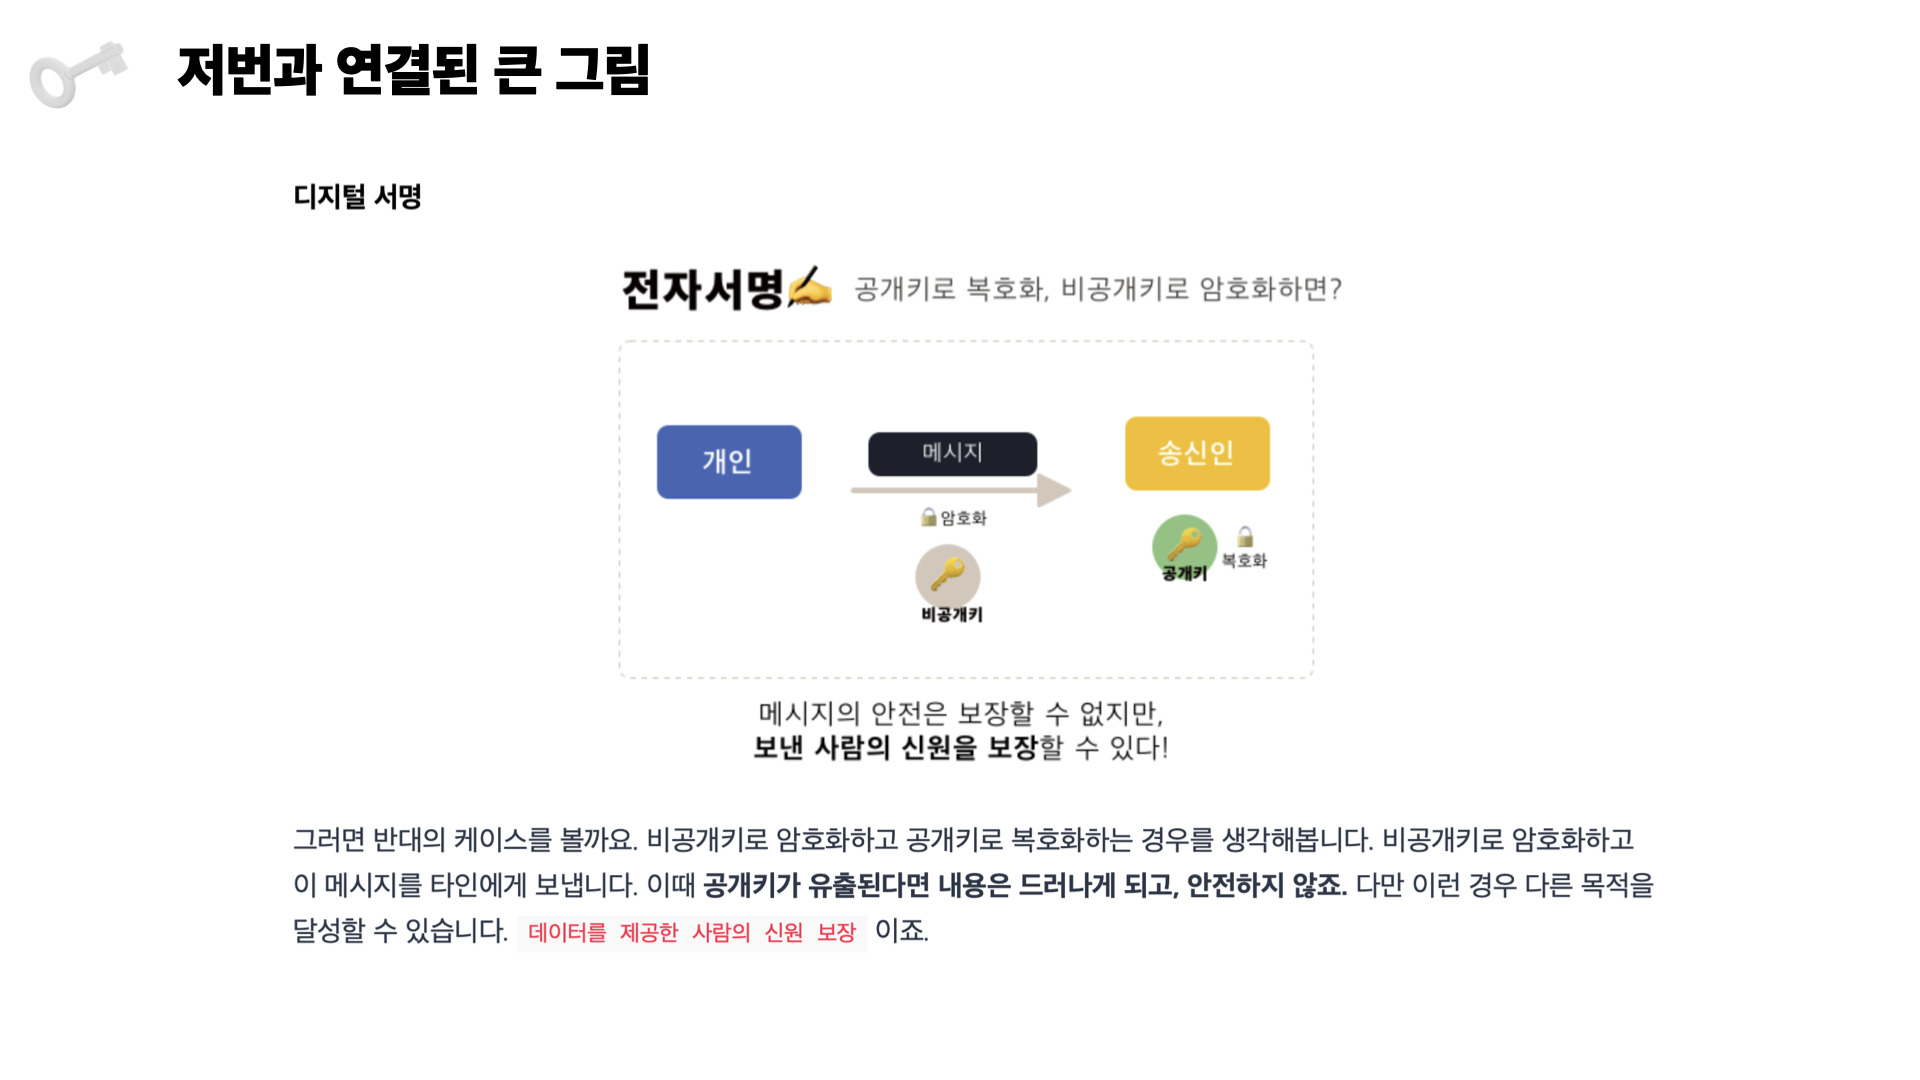 저번과 연결된 큰 그림
디지털 서명
전자서명✍️ 공개키로 복호화, 비공개키로 암호화하면?
개인
메시지
송신인
🔒암호화
비공개키
공개키
🔒
복호화
메시지의 안전은 보장할 수 없지만,
보낸 사람의 신원을 보장할 수 있다!
그러면 반대의 케이스를 볼까요. 비공개키로 암호화하고 공개키로 복호화하는 경우를 생각해봅니다. 비공개키로 암호화하고
이 메시지를 타인에게 보냅니다. 이때 공개키가 유출된다면 내용은 드러나게 되고, 안전하지 않죠. 다만 이런 경우 다른 목적을
달성할 수 있습니다. 데이터를 제공한 사람의 신원 보장 이죠.